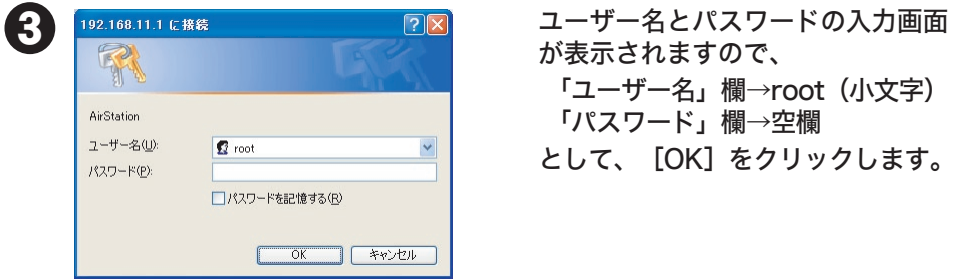 3
192.168.11.1 に接続
AirStation
ユーザー名(U):
root
パスワード(P):
パスワードを記憶する(R)
OK
キャンセル
ユーザー名とパスワードの入力画面
が表示されますので、
「ユーザー名」欄→root（小文字）
「パスワード」欄→空欄
として、［OK］をクリックします。